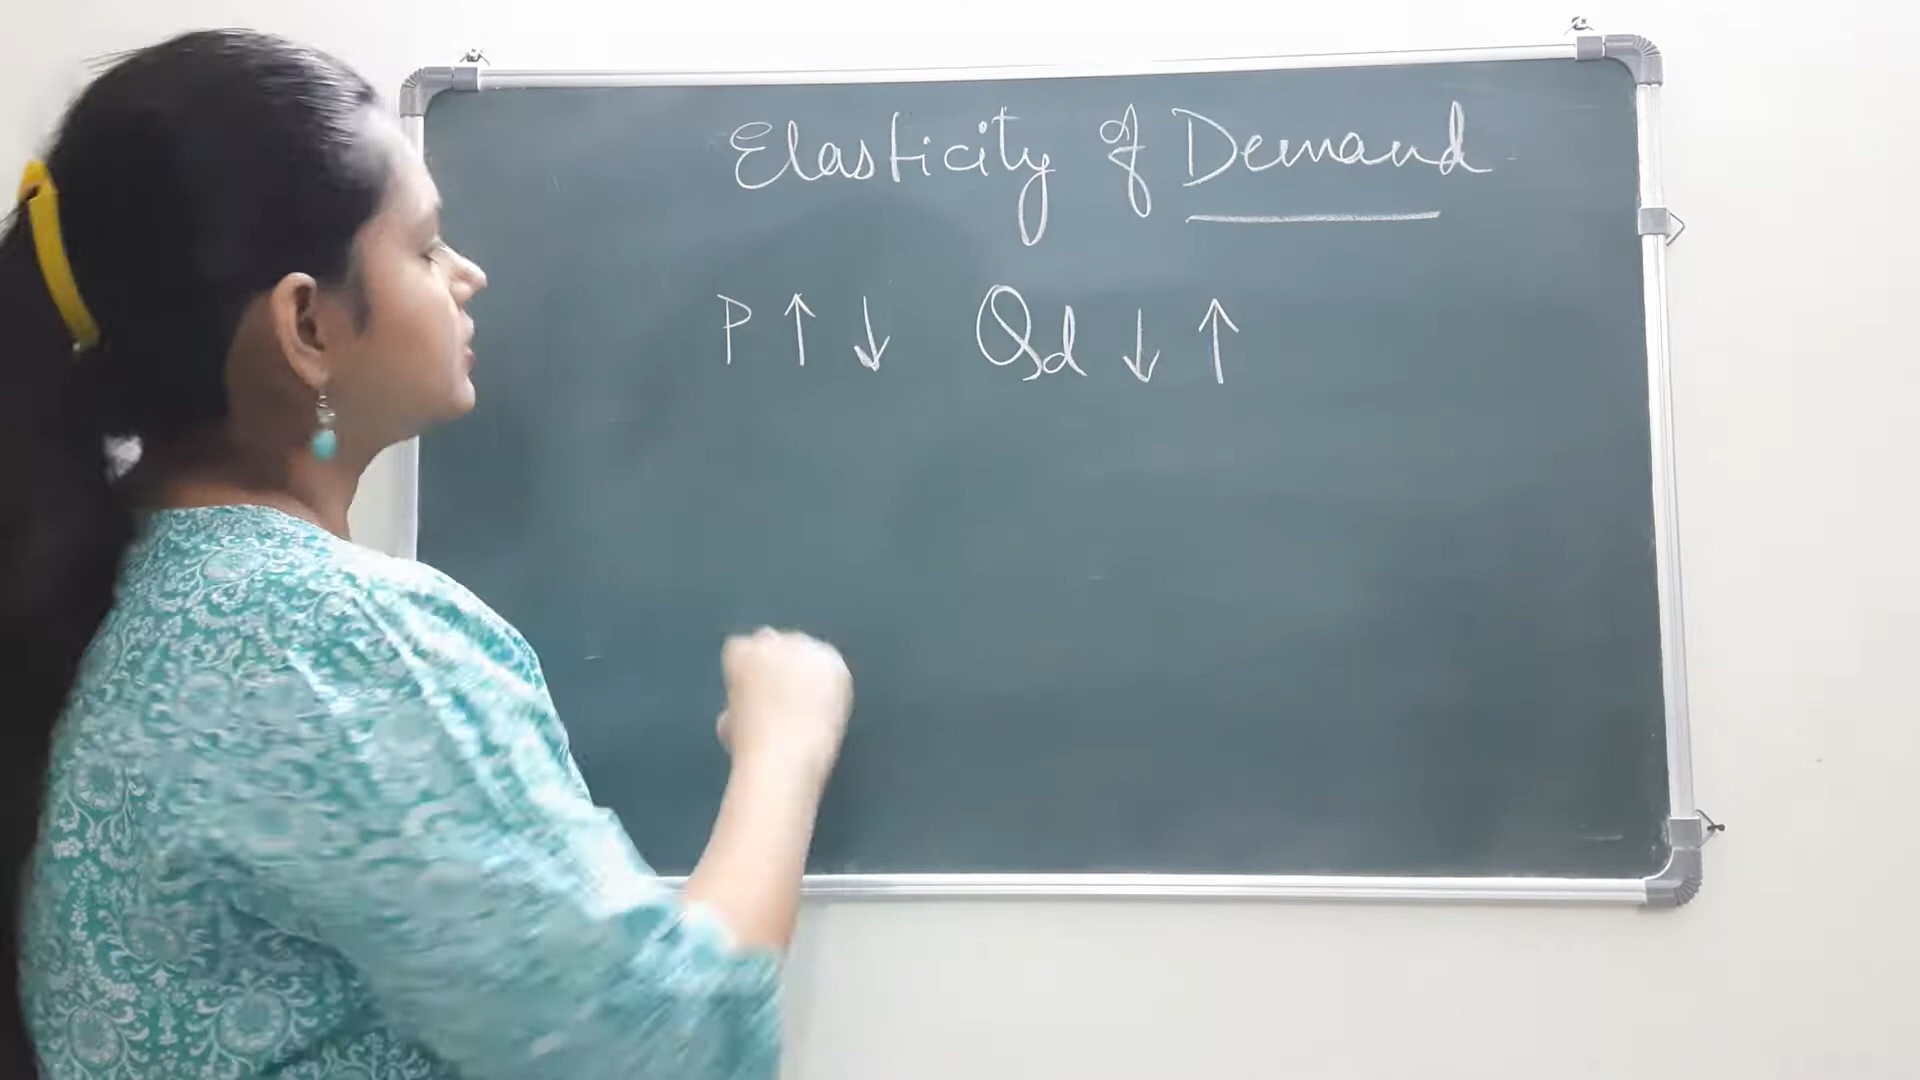 Elasticity of Demand
P ↑ ↓ Qd ↓ ↑